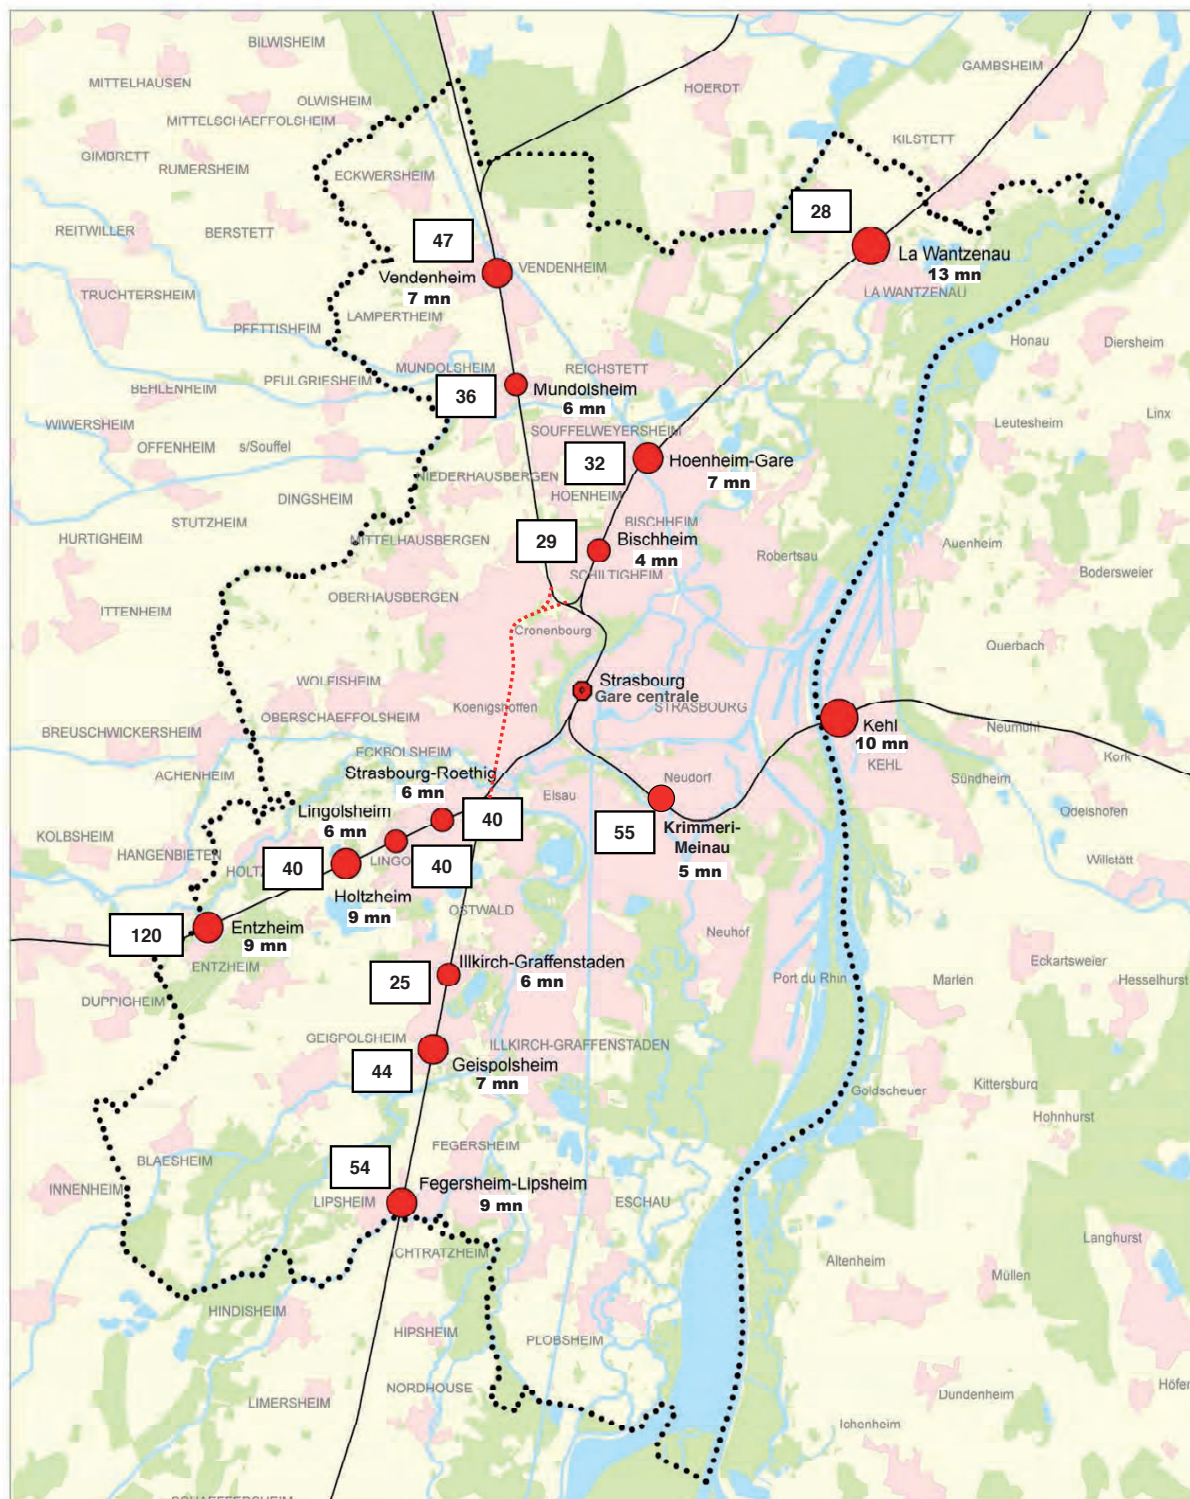 BILWISHEIM
MITTELHAUSEN
OLWISHEIM
MITTELSCHAEFFOLSHEIM
GIMBRETT
RUMERSHEIM
ECKWERSHEIM
HOERDT
GAMBSHEIM
KILSTETT
REITWILLER
BERSTETT
47
28
Vendenheim
7 mn
VENDENHEIM
La Wantzenau
13 mn
LA WANTZENAU
TRUCHTERSHEIM
LAMPERTHEIM
PFETTISHEIM
Honau
Diersheim
MUNDOLSHEIM
REICHSTETT
PFULGRIESHEIM
BEHLENHEIM
36
Mundolsheim
6 mn
WIWERSHEIM
OFFENHEIM
s/Souffel
SOUFFELWEYERSHEIM
Leutesheim
Linx
32
Hoenheim-Gare
7 mn
NIEDERHAUSBERGEN
HOENHEIM
DINGSHEIM
STUTZHEIM
HURTIGHEIM
MITTELHAUSBERGEN
29
BISCHHEIM
Bischheim
4 mn
SCHILTIGHEIM
Robertsau
Auenheim
Bodersweier
ITTENHEIM
OBERHAUSBERGEN
Cronenbourg
Querbach
WOLFISHEIM
Strasbourg
Gare centrale
Koenigshoffen
STRASBOURG
OBERSCHAEFFOLSHEIM
BREUSCHWICKERSHEIM
Kehl
10 mn
KEHL
Neumühl
Kork
ECKBOLSHEIM
ACHENHEIM
Strasbourg-Roethig
6 mn
Elsau
Neudorf
Sündheim
Odelshofen
Lingolsheim
6 mn
40
55
Krimmeri-
Meinau
5 mn
KOLBSHEIM
HANGENBIETEN
HOLTZ
40
LINGO
40
Holtzheim
9 mn
Willstätt
OSTWALD
120
Entzheim
9 mn
Neuhof
ENTZHEIM
Illkirch-Graffenstaden
6 mn
25
Port du Rhin
Marlen
Eckartsweier
Hesselhurst
DUPPIGHEIM
GEISPOLSHEIM
ILLKIRCH-GRAFFENSTADEN
44
Geispolsheim
7 mn
Goldscheuer
Kittersburg
Hohnhurst
BLAESHEIM
FEGERSHEIM
54
INNENHEIM
LIPSHEIM
Fegersheim-Lipsheim
9 mn
ESCHAU
ICHTRATZHEIM
Altenheim
Langhurst
Müllen
HINDISHEIM
HIPSHEIM
PLOBSHEIM
NORDHOUSE
LIMERSHEIM
Dundenheim
Höfen
Ichenheim
SCHAEFFERSHEIM